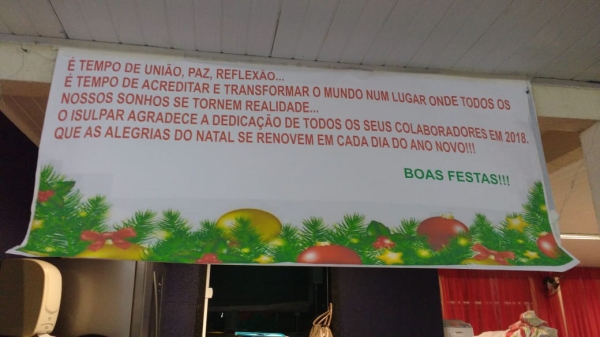 É TEMPO DE UNIÃO, PAZ, REFLEXÃO...
É TEMPO DE ACREDITAR E TRANSFORMAR O MUNDO NUM LUGAR ONDE TODOS OS
NOSSOS SONHOS SE TORNEM REALIDADE...
O ISULPAR AGRADECE A DEDICAÇÃO DE TODOS OS SEUS COLABORADORES EM 2018.
QUE AS ALEGRIAS DO NATAL SE RENOVEM EM CADA DIA DO ANO NOVO!!!
BOAS FESTAS!!!